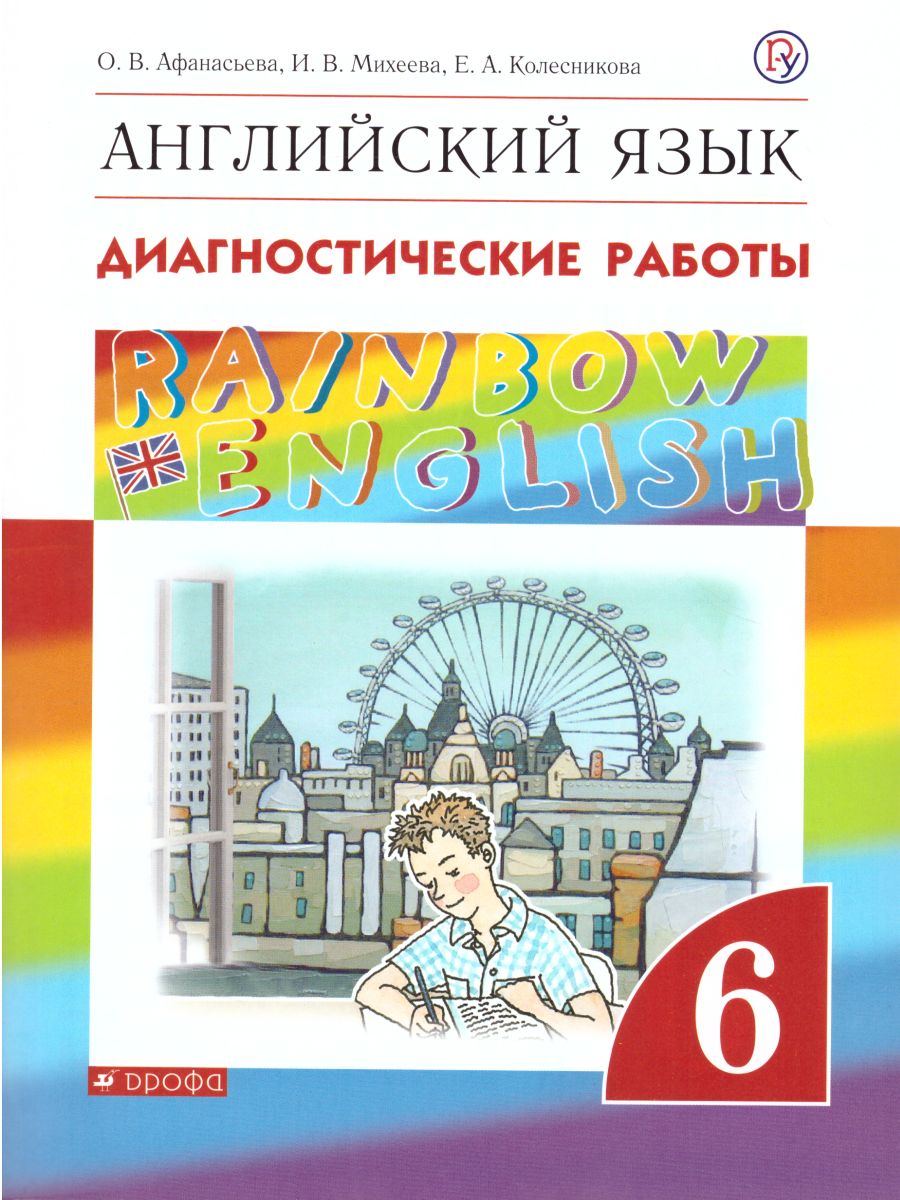 О. В. Афанасьева, И. В. Михеева, Е. А. Колесникова
Р-У
АНГЛИЙСКИЙ ЯЗЫК
ДИАГНОСТИЧЕСКИЕ РАБОТЫ
RAINBOW
ENGLISH
6
ДРОФА